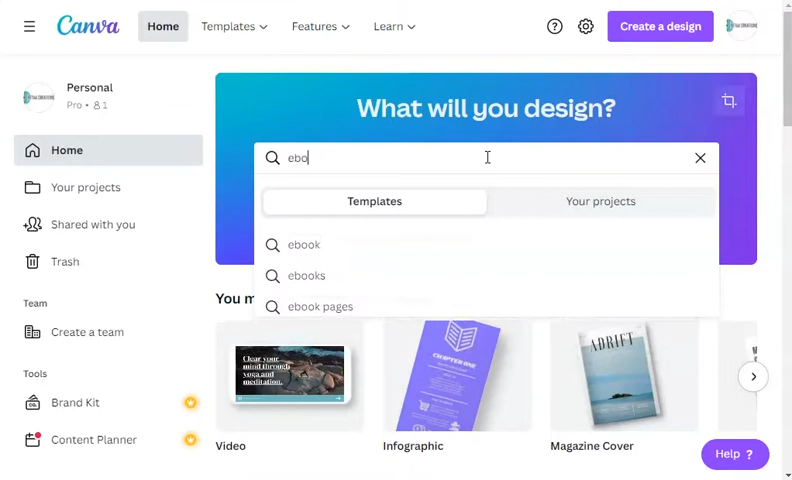 Canva
Home
Templates
Features
Learn
?
Create a design
Personal
Pro • 1
Home
Your projects
Shared with you
Trash
Team
Create a team
Tools
Brand Kit
Content Planner
What will you design?
ebo
Templates
Your projects
ebook
ebooks
ebook pages
You m
Clear your
mind through
yoga and
meditation.
CHAPTER ONE
ADRIFT
Video
Infographic
Magazine Cover
Help ?